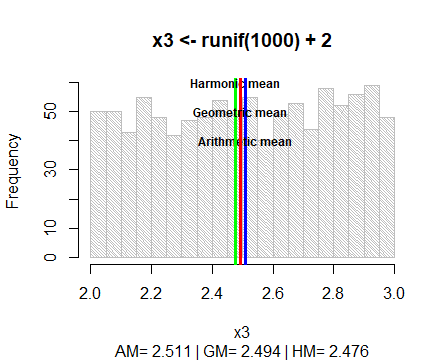 x3 <- runif(1000) + 2
Harmonic mean
Geometric mean
Arithmetic mean
Frequency
50
30
0
2.0 2.2 2.4 2.6 2.8 3.0
x3
AM= 2.511 | GM= 2.494 | HM= 2.476